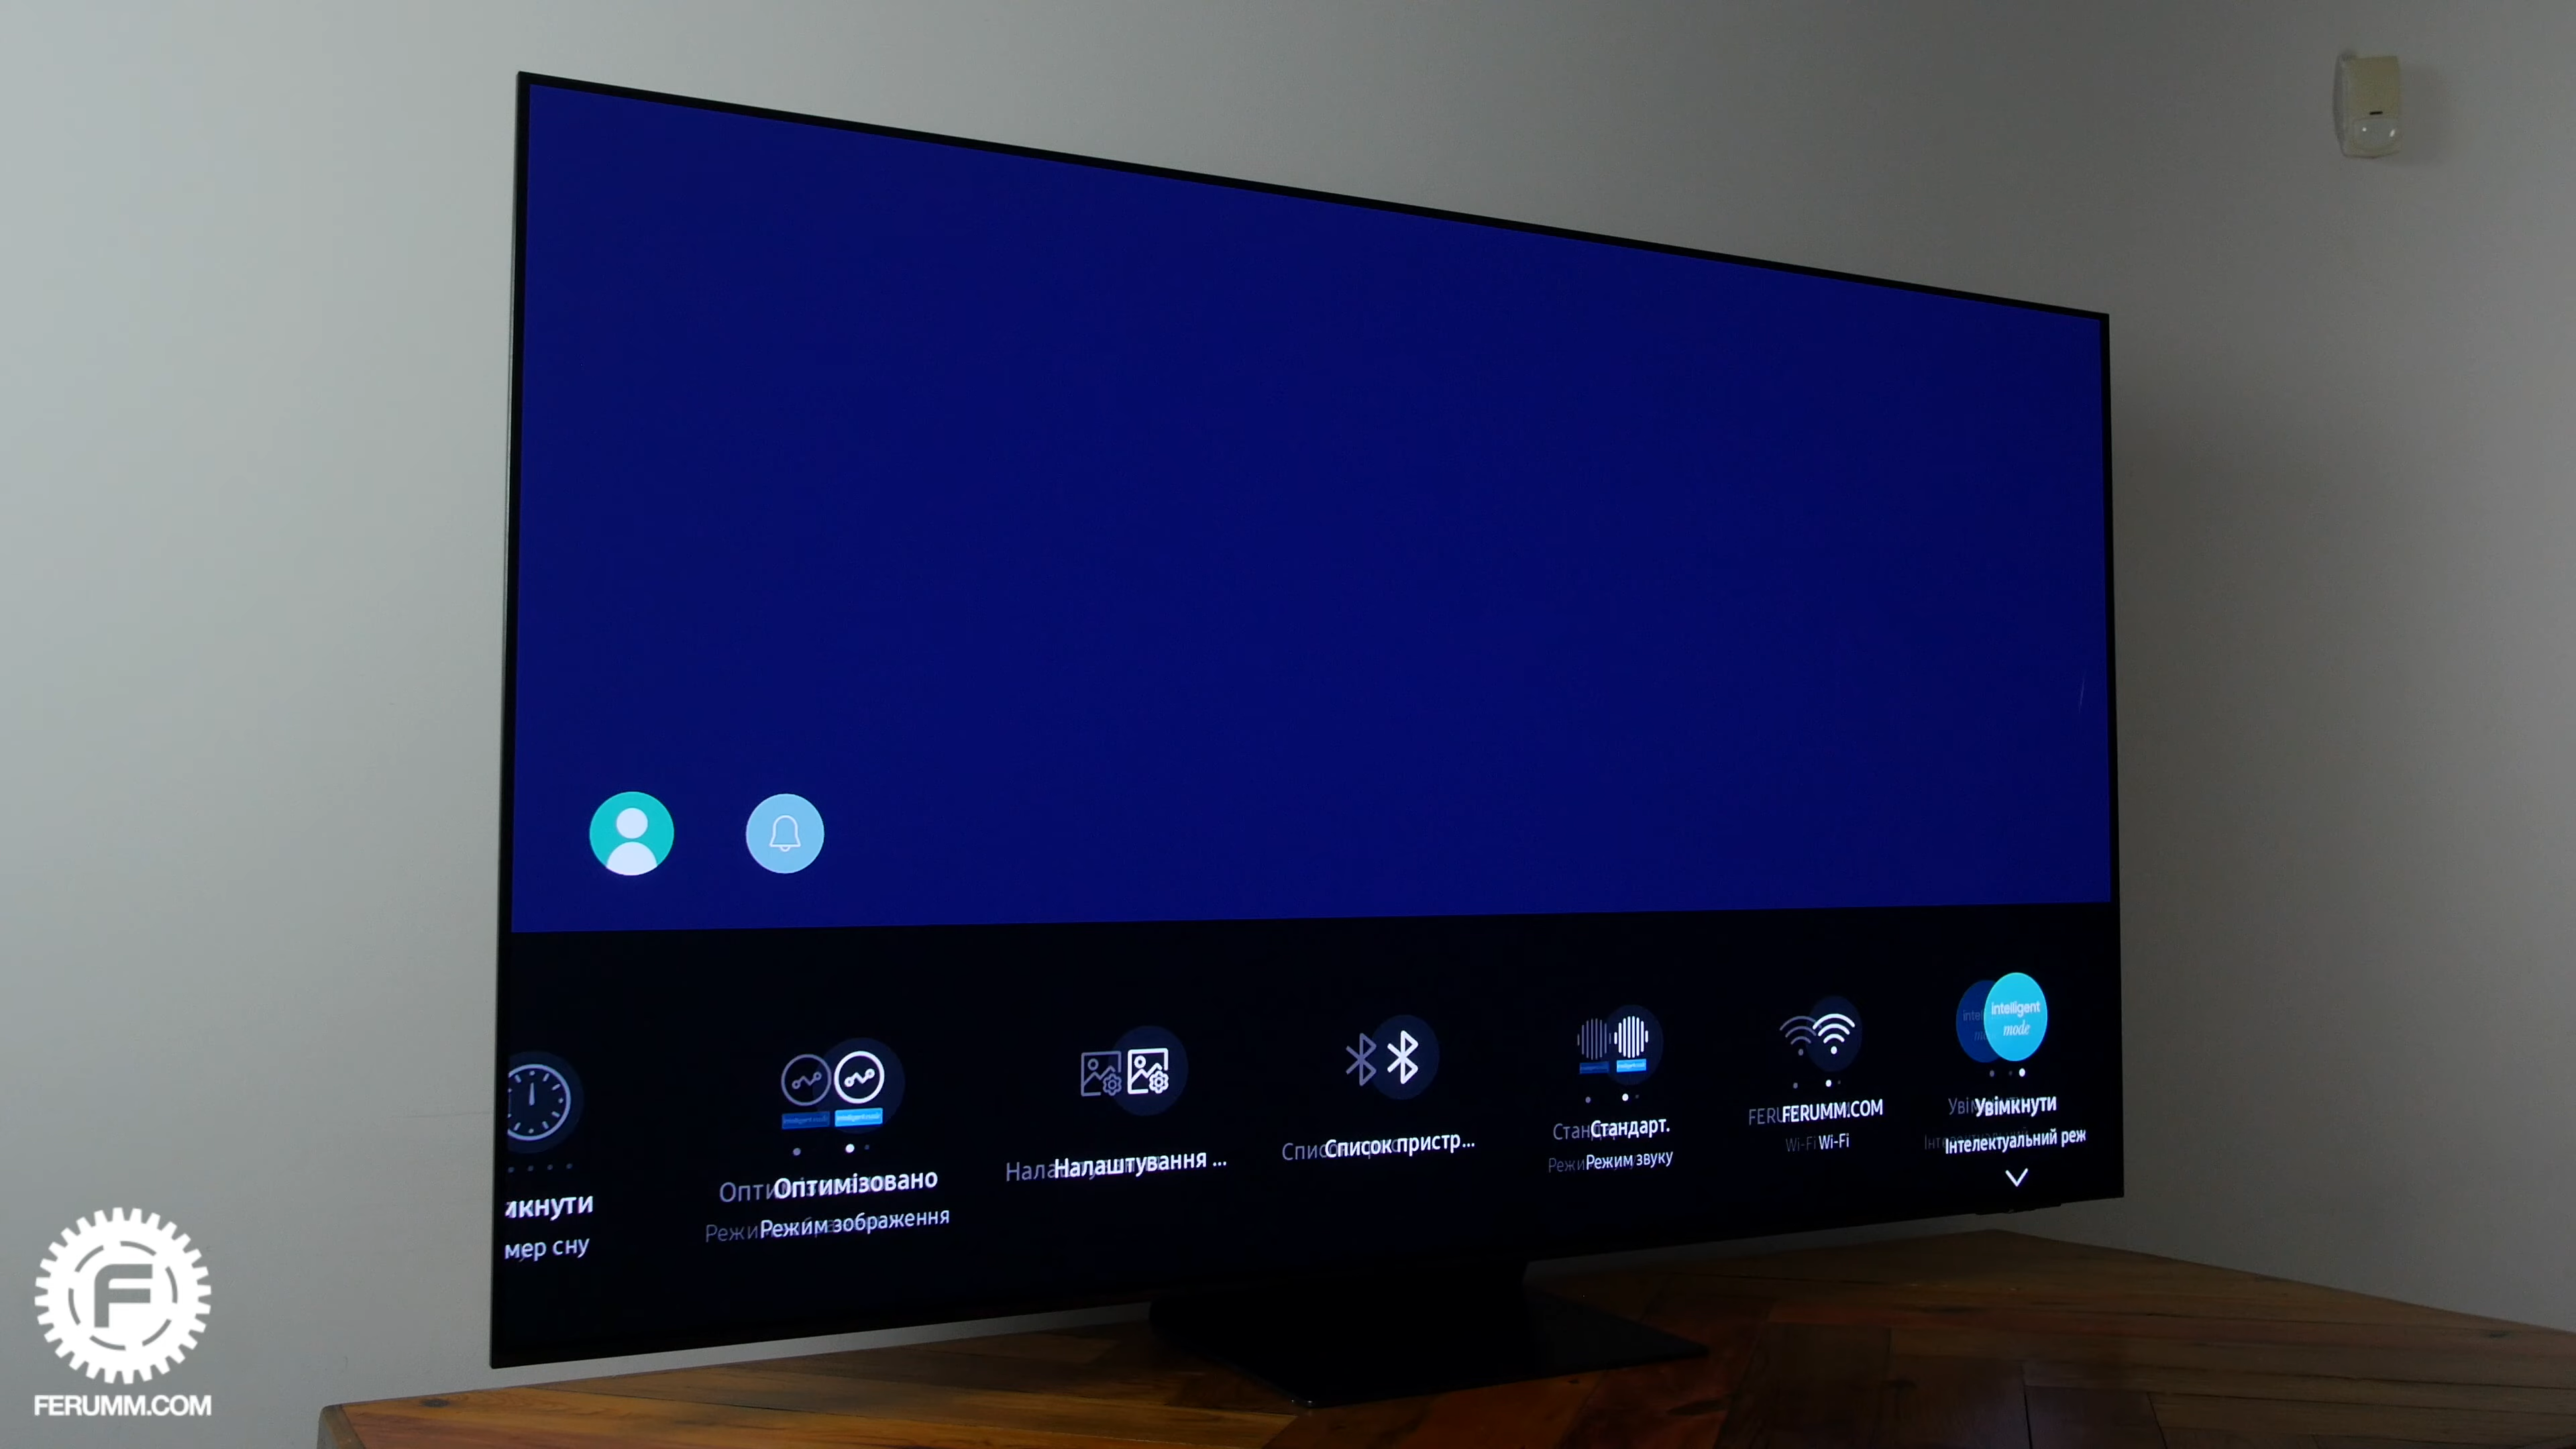 intelligent
mode
мкнути
мер сну
Оптимізовано
Режим зображення
Налаштування ...
Список пристр...
Стандарт.
Режим звуку
FERUMM.COM
Wi-Fi
Увімкнути
Інтелектуальний реж
F
FERUMM.COM